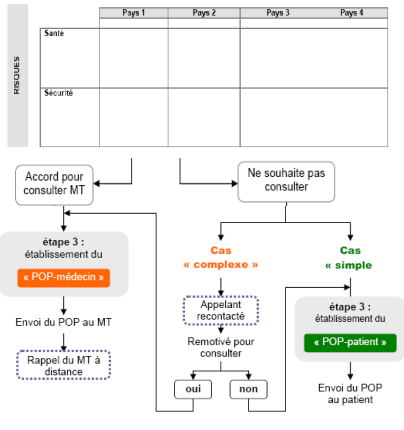 Pays 1 Pays 2 Pays 3 Pays 4
RISQUES
Santé
Sécurité
Accord pour
consulter MT
Ne souhaite pas
consulter
étape 3 :
établissement du
« POP-médecin »
Envoi du POP au MT
Rappel du MT à
distance
Cas
« complexe »
Appelant
recontacté
Remotivé pour
consulter
oui
non
Cas
« simple
étape 3 :
établissement du
« POP-patient »
Envoi du POP
au patient